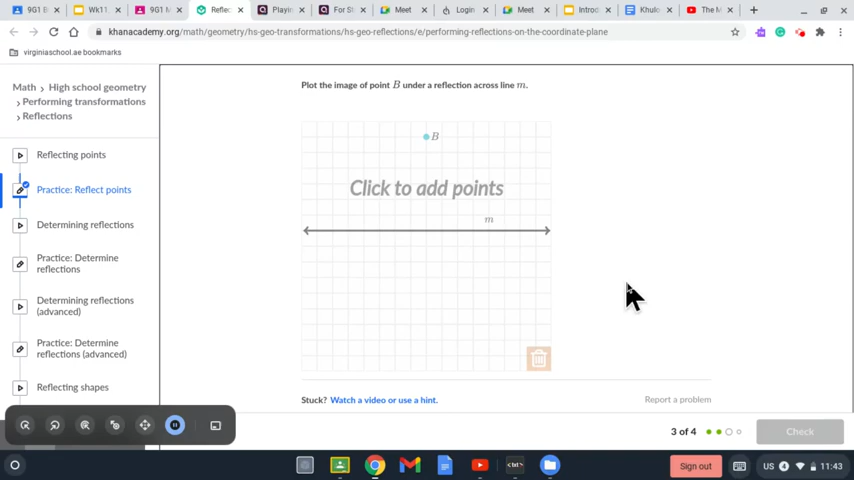 9G1 B
Wk11
9G1 M
Reflec
Playin
For St
Meet
Login
Meet
Introd
Khulo
The M
khanacademy.org/math/geometry/hs-geo-transformations/hs-geo-reflections/e/performing-reflections-on-the-coordinate-plane
virginiaschool.ae bookmarks
Math > High school geometry
> Performing transformations
> Reflections
Reflecting points
Practice: Reflect points
Determining reflections
Practice: Determine
reflections
Determining reflections
(advanced)
Practice: Determine
reflections (advanced)
Reflecting shapes
Plot the image of point B under a reflection across line m.
B
Click to add points
m
Stuck? Watch a video or use a hint.
Report a problem
3 of 4
Check
Sign out
US 4 11:43